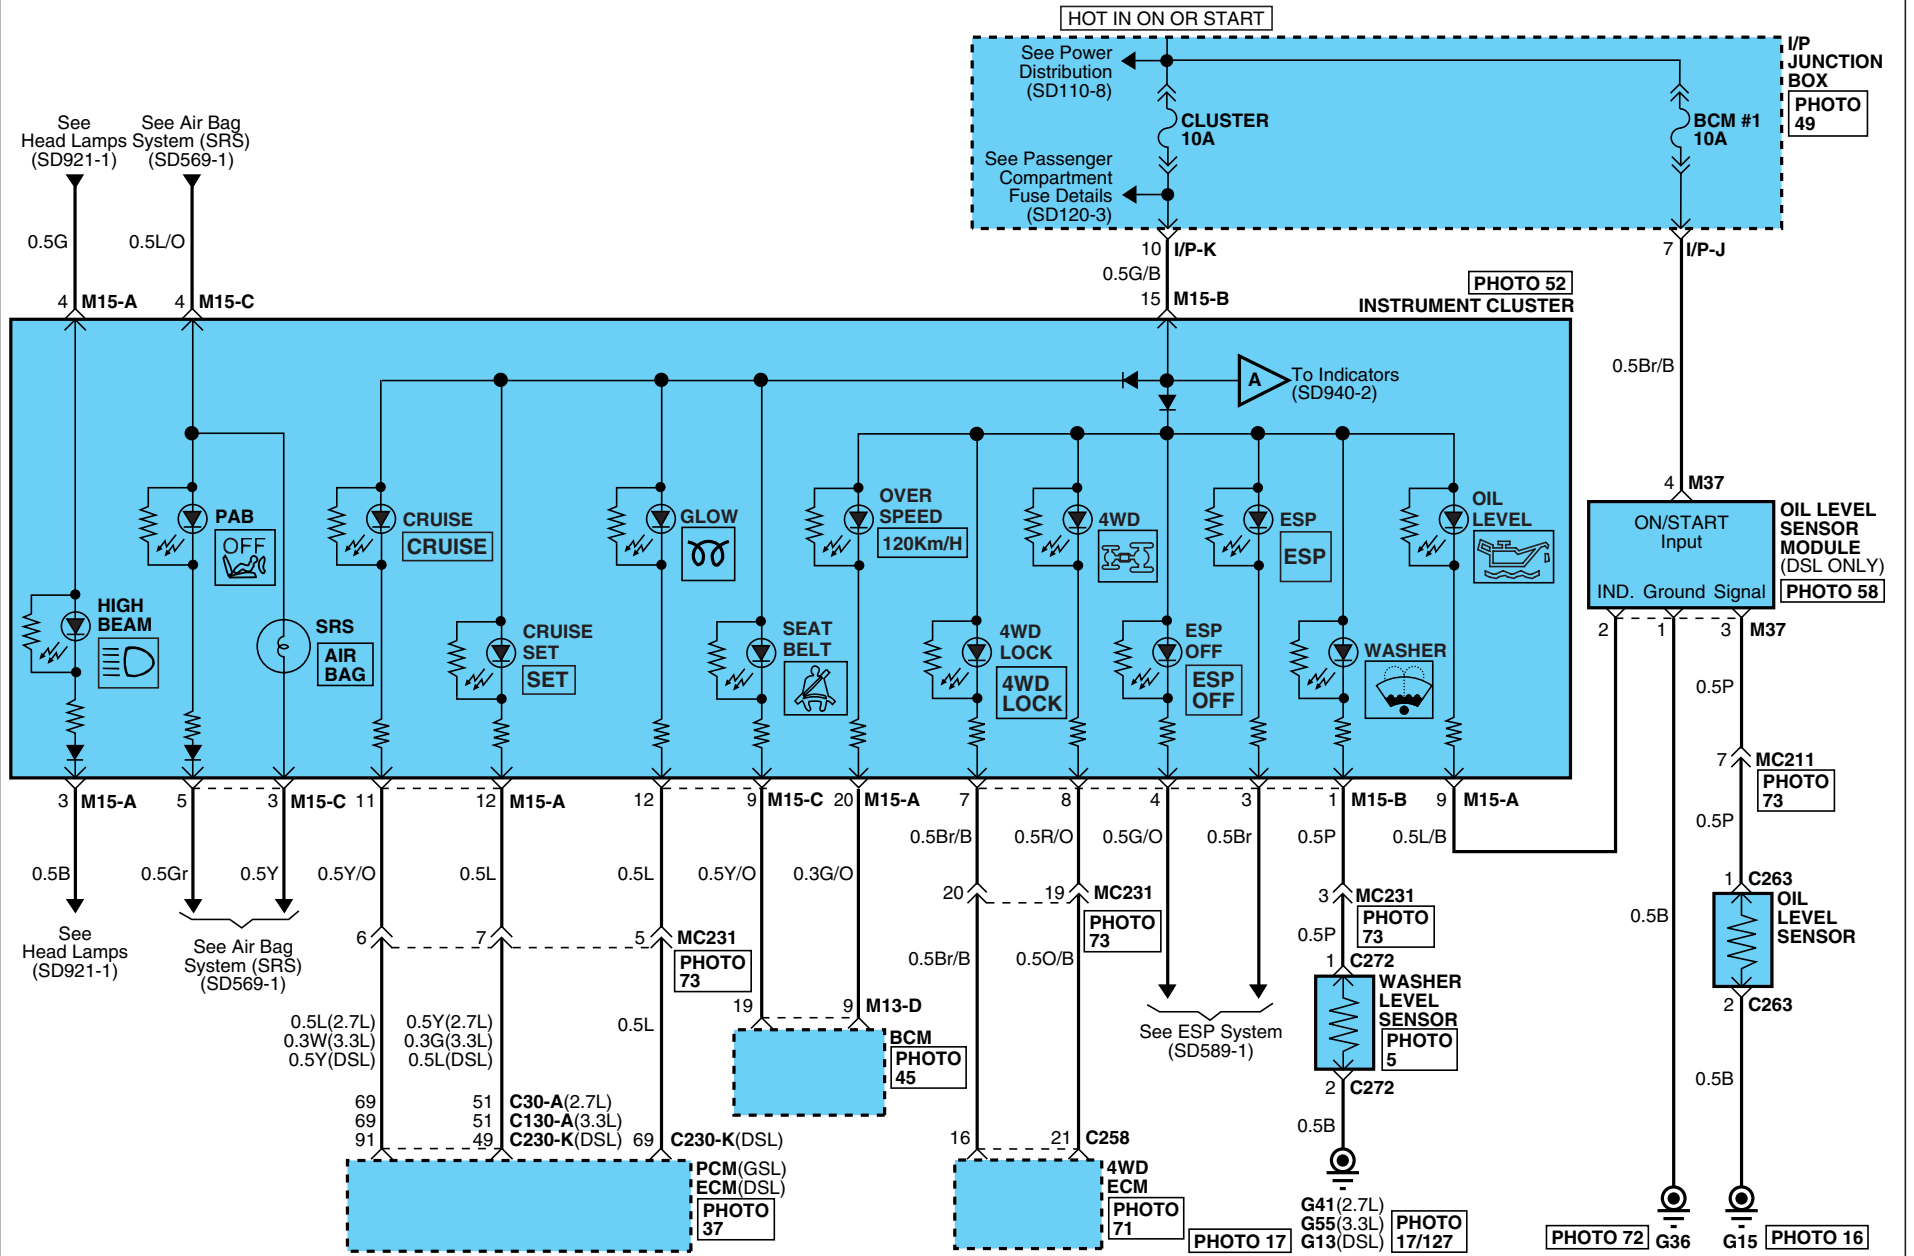 HOT IN ON OR START
See Power
Distribution
(SD110-8)
CLUSTER
10A
See Passenger
Compartment
Fuse Details
(SD120-3)
BCM #1
10A
I/P
JUNCTION
BOX
PHOTO
49
See
Head Lamps
(SD921-1)
See Air Bag
System (SRS)
(SD569-1)
0.5G
0.5L/O
10 I/P-K
7 I/P-J
0.5G/B
4 M15-A
4 M15-C
15 M15-B
PHOTO 52
INSTRUMENT CLUSTER
0.5Br/B
A
To Indicators
(SD940-2)
PAB
OFF
CRUISE
CRUISE
GLOW
OVER
SPEED
120Km/H
4WD
ESP
ESP
OIL
LEVEL
HIGH
BEAM
SRS
AIR
BAG
CRUISE
SET
SET
SEAT
BELT
4WD
LOCK
4WD
LOCK
ESP
OFF
ESP
OFF
WASHER
4 M37
ON/START
Input
IND. Ground Signal
OIL LEVEL
SENSOR
MODULE
(DSL ONLY)
PHOTO 58
2 1 3 M37
0.5P
7 MC211
PHOTO
73
0.5P
1 C263
OIL
LEVEL
SENSOR
2 C263
0.5B
0.5B
3 M15-A
5 3 M15-C
11 12 M15-A
12 9 M15-C
20 M15-A
7 8 4 3 1 M15-B
9 M15-A
0.5B
0.5Gr
0.5Y
0.5Y/O
0.5L
0.5L
0.5Y/O
0.3G/O
0.5Br/B
0.5R/O
0.5G/O
0.5Br
0.5P
0.5L/B
See
Head Lamps
(SD921-1)
See Air Bag
System (SRS)
(SD569-1)
6 7 5 MC231
PHOTO
73
20 19 MC231
PHOTO
73
3 MC231
PHOTO
73
0.5Br/B
0.5O/B
0.5P
1 C272
WASHER
LEVEL
SENSOR
PHOTO
5
2 C272
0.5B
See ESP System
(SD589-1)
0.5L(2.7L)
0.3W(3.3L)
0.5Y(DSL)
0.5Y(2.7L)
0.3G(3.3L)
0.5L(DSL)
0.5L
19 9 M13-D
BCM
PHOTO
45
69 51 C30-A(2.7L)
69 51 C130-A(3.3L)
91 49 C230-K(DSL)
69 C230-K(DSL)
PCM(GSL)
ECM(DSL)
PHOTO
37
16 21 C258
4WD
ECM
PHOTO
71
PHOTO 17
G41(2.7L)
G55(3.3L)
G13(DSL)
PHOTO
17/127
PHOTO 72
G36
G15
PHOTO 16